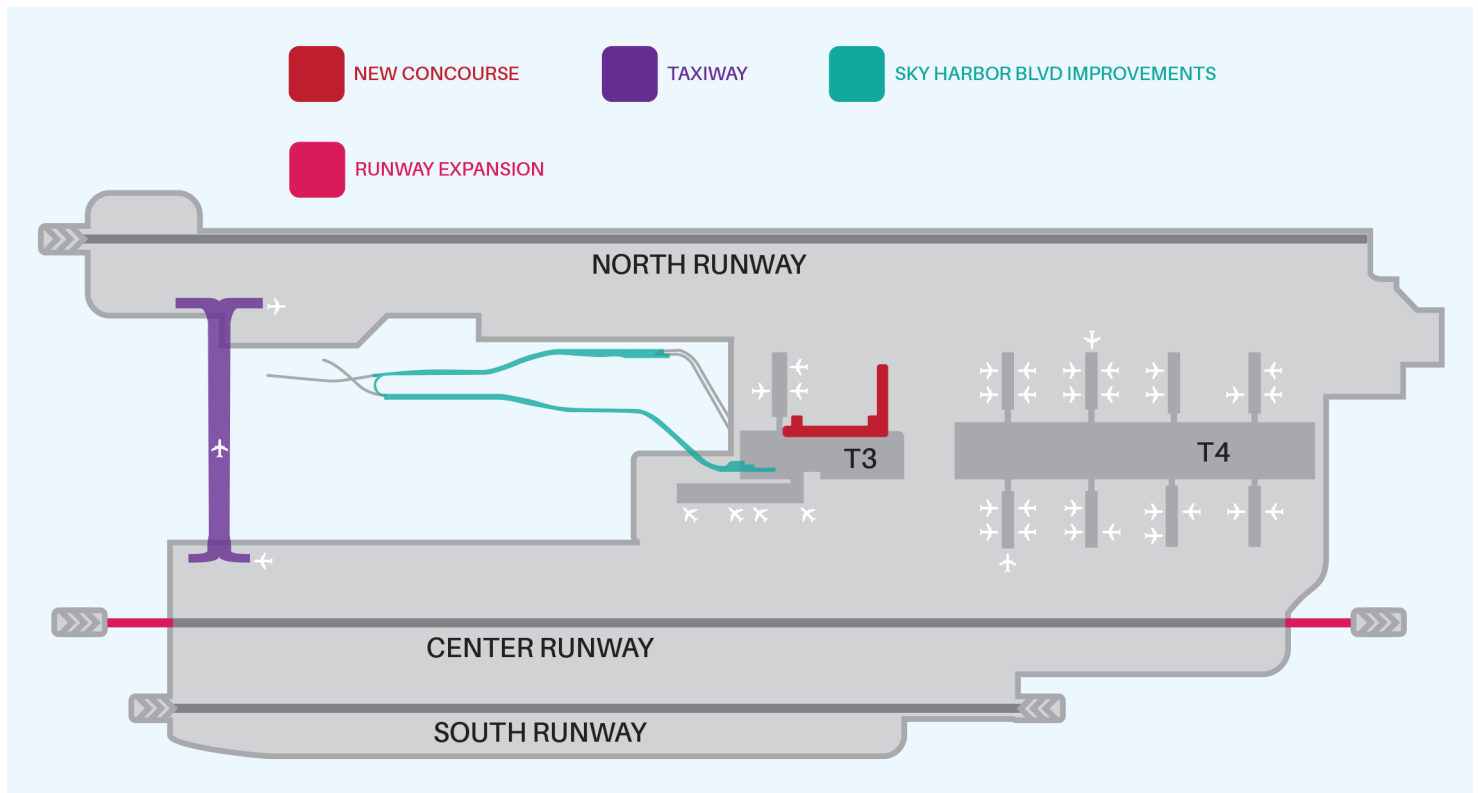 NEW CONCOURSE
TAXIWAY
SKY HARBOR BLVD IMPROVEMENTS
RUNWAY EXPANSION
NORTH RUNWAY
T3
T4
CENTER RUNWAY
SOUTH RUNWAY